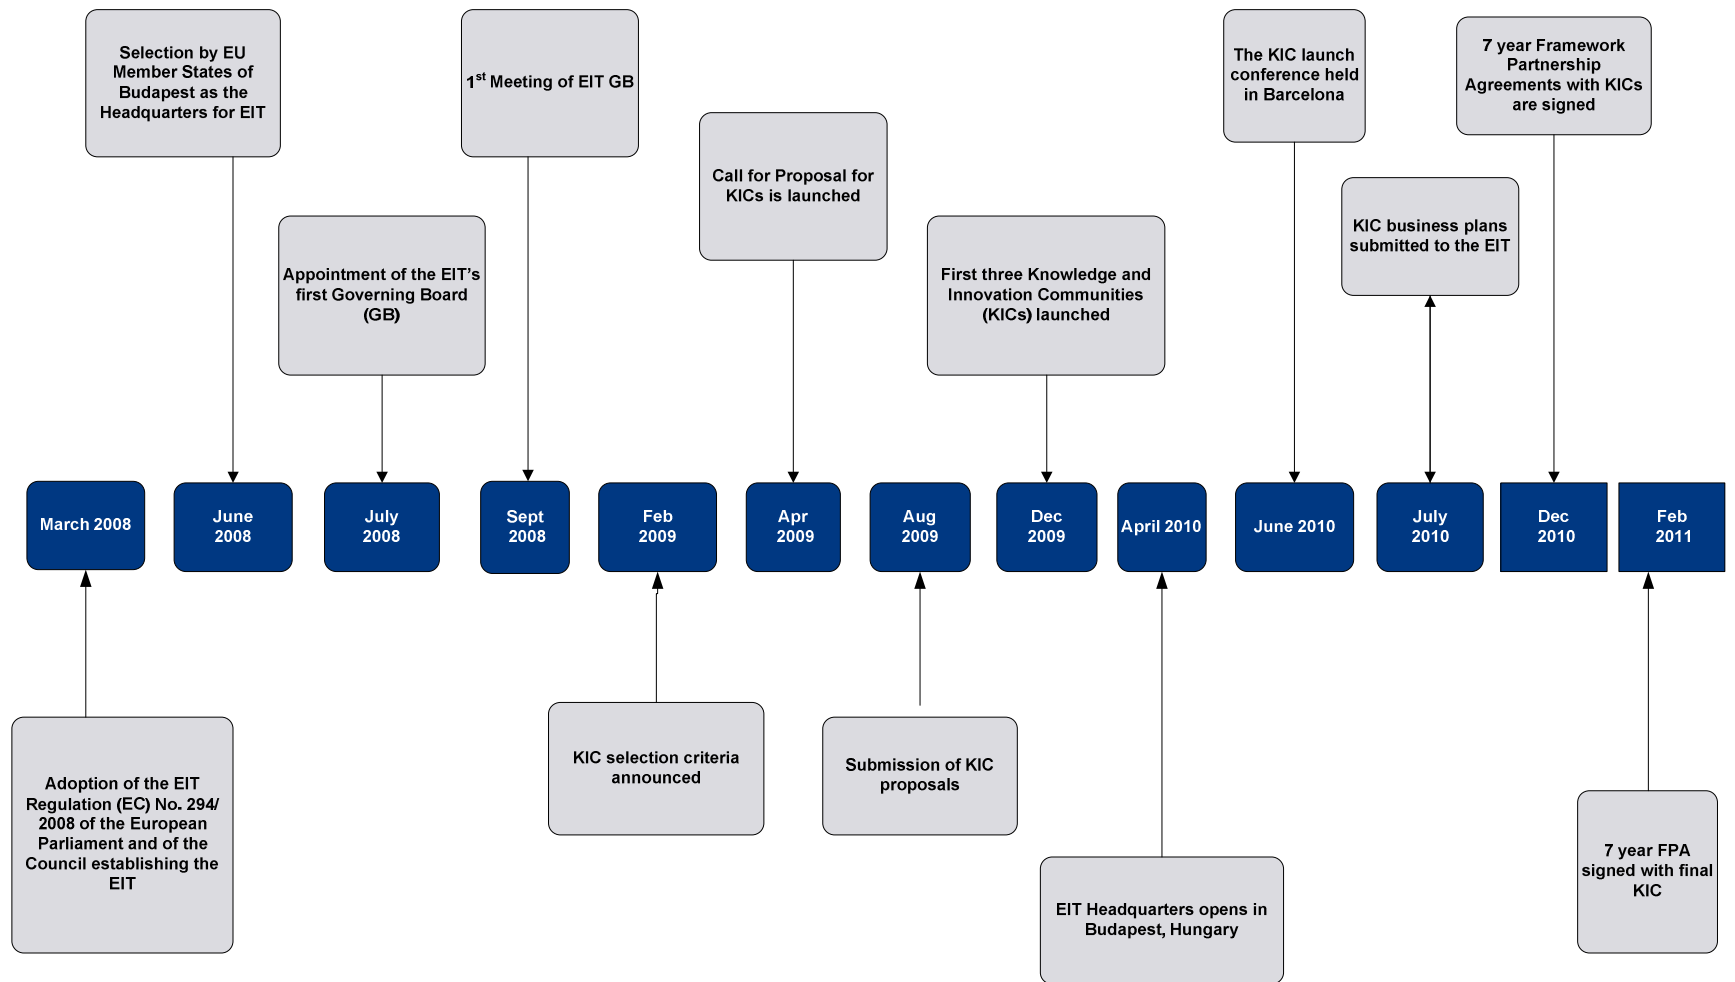 Selection by EU
Member States of
Budapest as the
Headquarters for EIT
1st Meeting of EIT GB
The KIC launch
conference held
in Barcelona
7 year Framework
Partnership
Agreements with KICs
are signed
Call for Proposal for
KICs is launched
KIC business plans
submitted to the EIT
Appointment of the EIT's
first Governing Board
(GB)
First three Knowledge and
Innovation Communities
(KICs) launched
March 2008
June
2008
July
2008
Sept
2008
Feb
2009
Apr
2009
Aug
2009
Dec
2009
April 2010
June 2010
July
2010
Dec
2010
Feb
2011
Adoption of the EIT
Regulation (EC) No. 294/
2008 of the European
Parliament and of the
Council establishing the
EIT
KIC selection criteria
announced
Submission of KIC
proposals
EIT Headquarters opens in
Budapest, Hungary
7 year FPA
signed with final
KIC